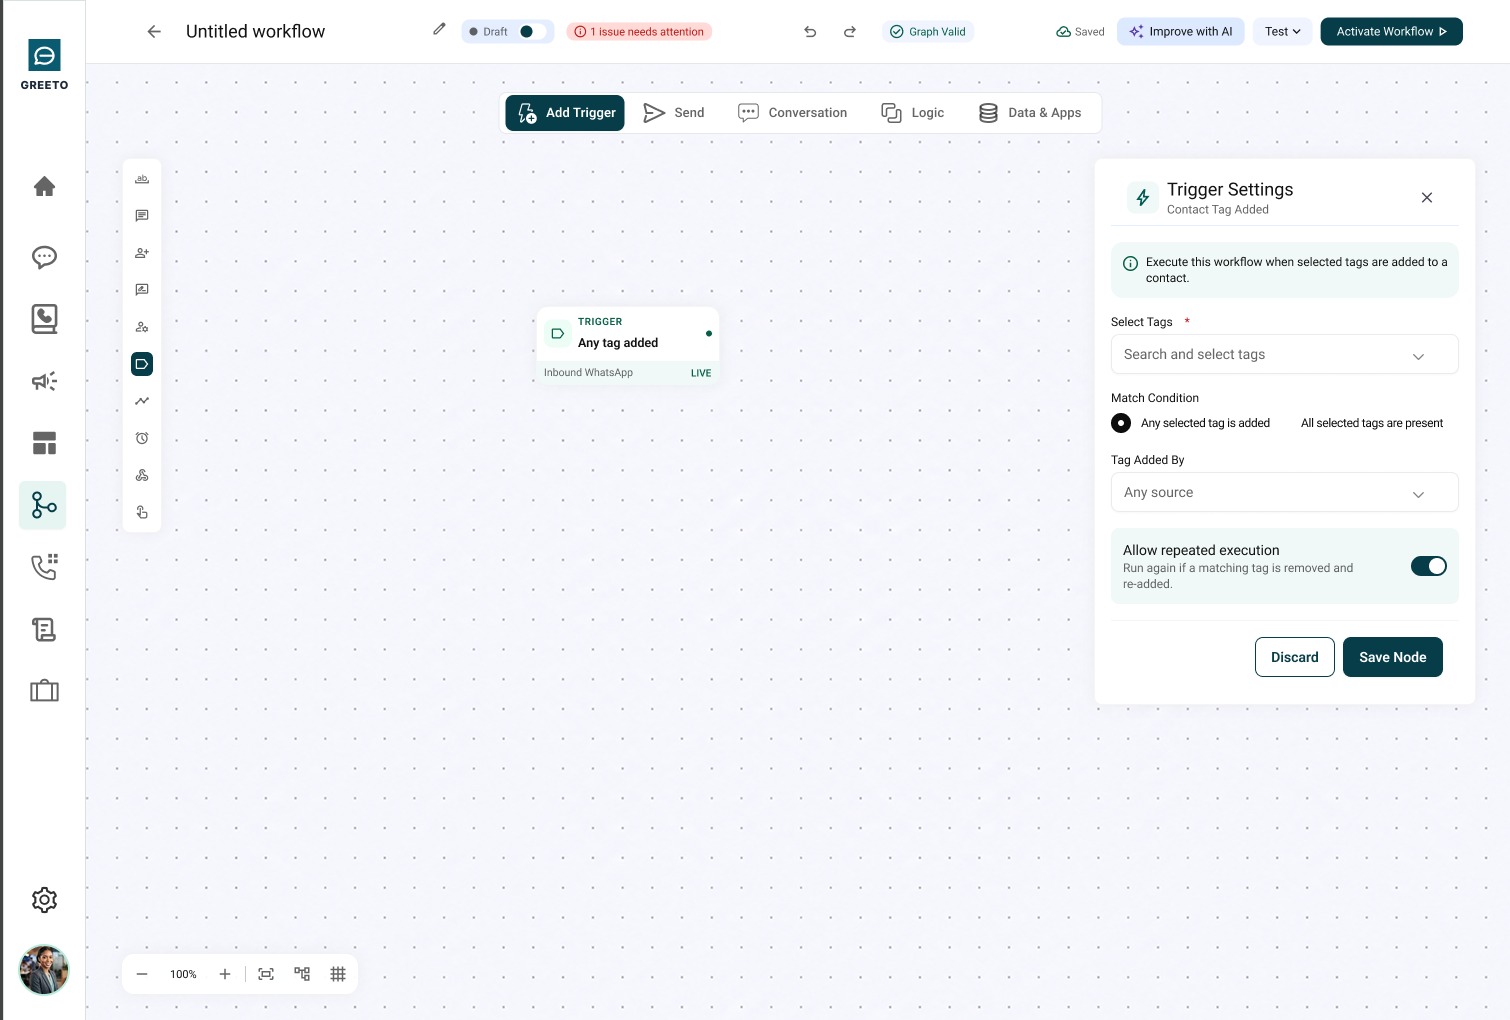 Untitled workflow
Draft
1 issue needs attention
Graph Valid
Saved
Improve with AI
Test
Activate Workflow
GREETO
Add Trigger
Send
Conversation
Logic
Data & Apps
ab
TRIGGER
Any tag added
Inbound WhatsApp
LIVE
Trigger Settings
Contact Tag Added
Execute this workflow when selected tags are added to a
contact.
Select Tags *
Search and select tags
Match Condition
Any selected tag is added
All selected tags are present
Tag Added By
Any source
Allow repeated execution
Run again if a matching tag is removed and
re-added.
Discard
Save Node
100%